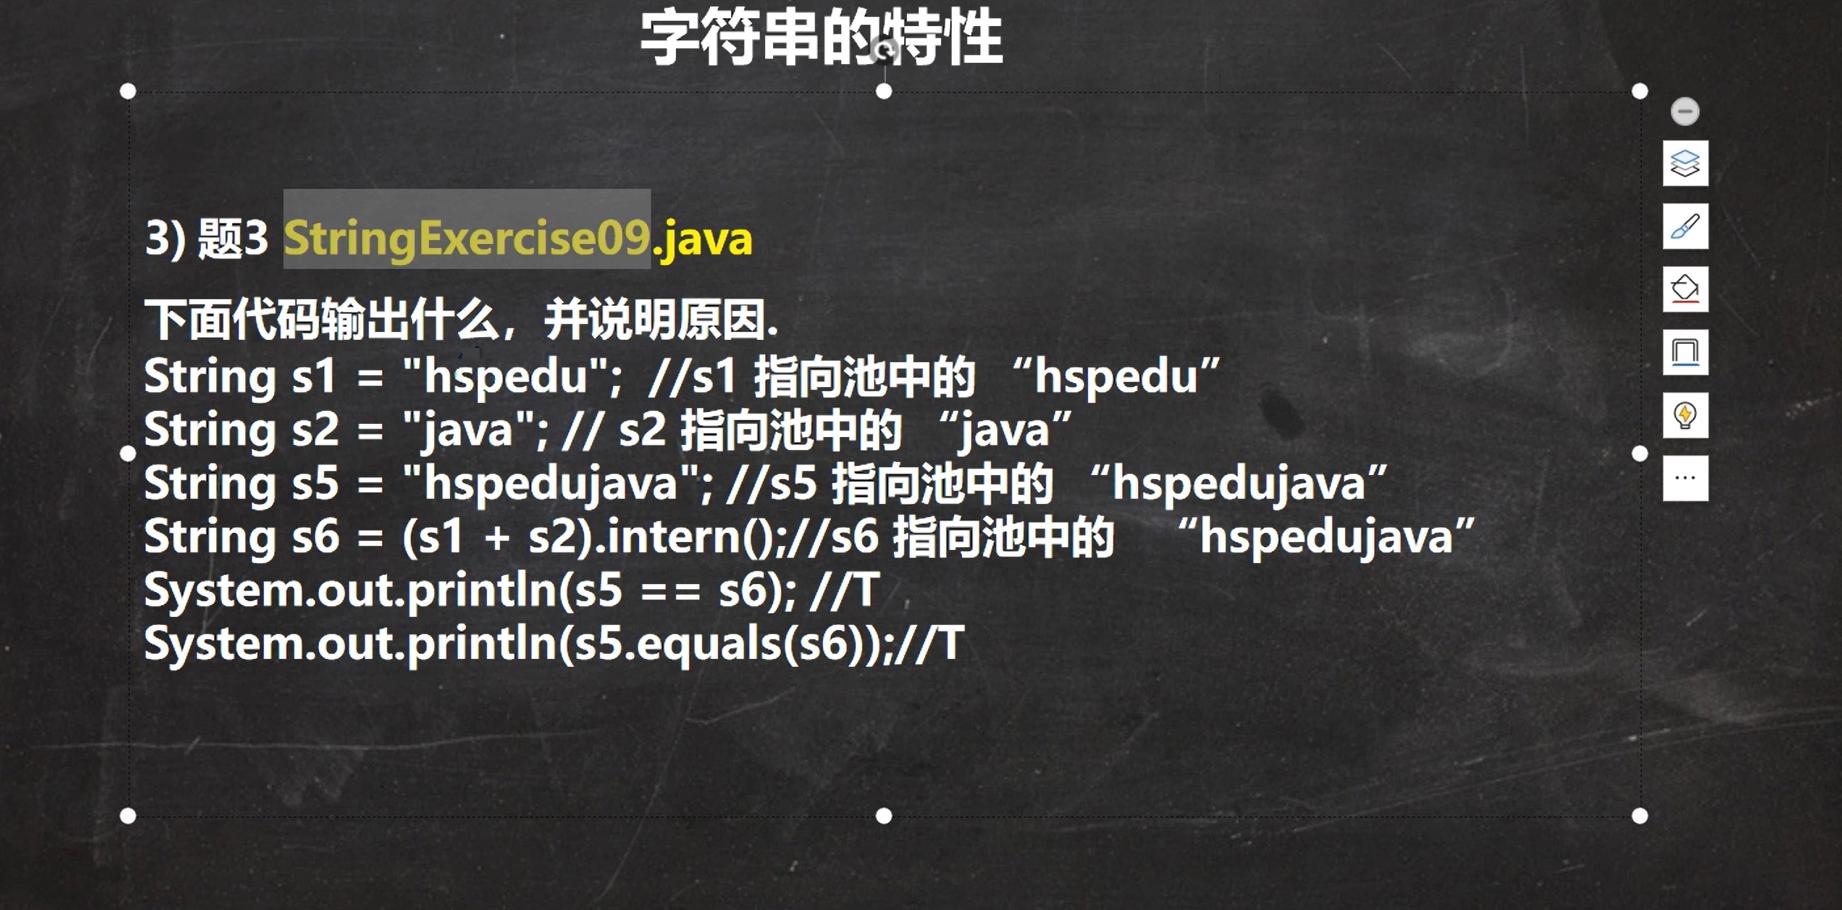 字符串的特性
3) 题3 StringExercise09.java
下面代码输出什么，并说明原因.
String s1 = "hspedu";  //s1 指向池中的 “hspedu”
String s2 = "java"; // s2 指向池中的 “java”
String s5 = "hspedujava"; //s5 指向池中的 “hspedujava”
String s6 = (s1 + s2).intern();//s6 指向池中的   “hspedujava”
System.out.println(s5 == s6); //T
System.out.println(s5.equals(s6));//T